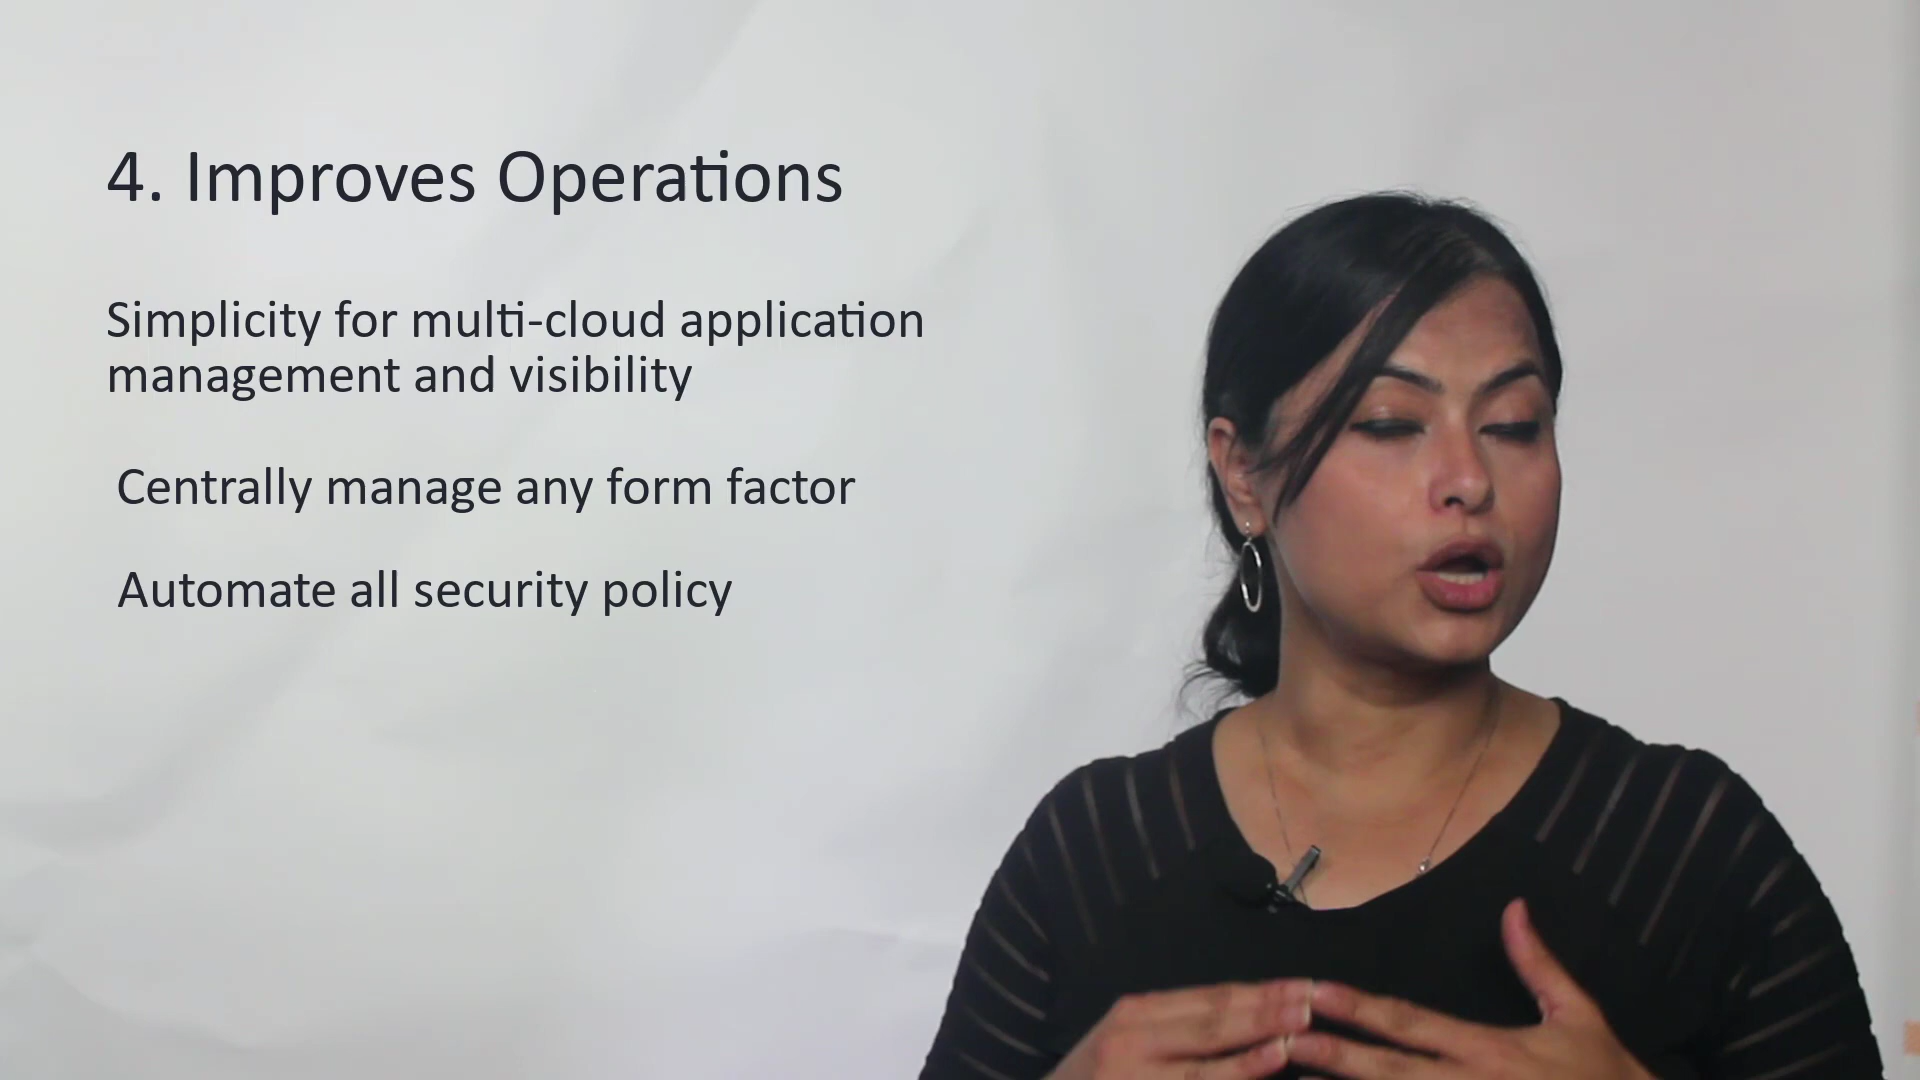 4. Improves Operations
Simplicity for multi-cloud application
management and visibility
Centrally manage any form factor
Automate all security policy